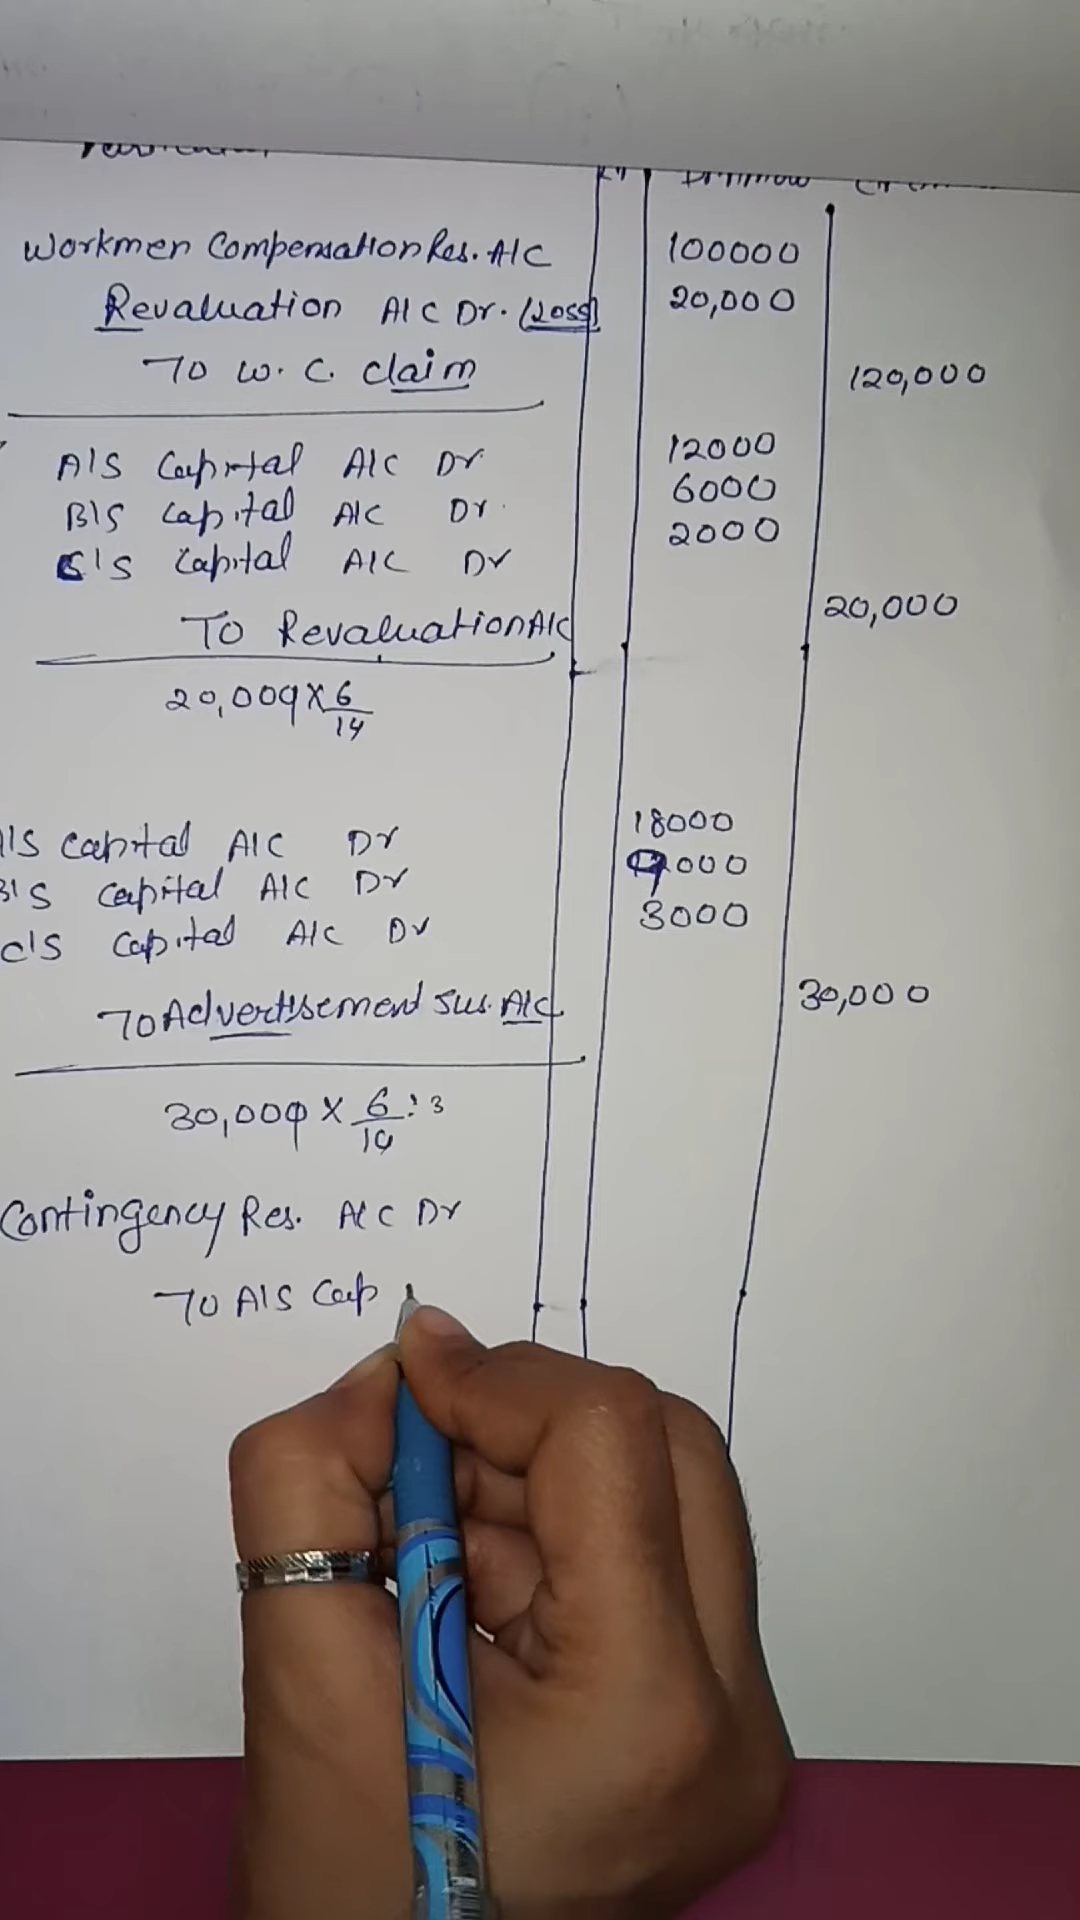 Workmen Compensation Res. A/C 100000
Revaluation A/C Dr. (Loss) 20,000
To W. C. claim 120,000
A's Capital A/C Dr 12000
B's Capital A/C Dr. 6000
C's Capital A/C Dr 2000
To Revaluation A/C 20,000
20,000 × 6/14
A's Capital A/C Dr 18000
B's Capital A/C Dr 9000
C's Capital A/C Dr 3000
To Advertisement Sus. A/C 30,000
30,000 × 6/10 : 3
Contingency Res. A/C Dr
To A's Cap